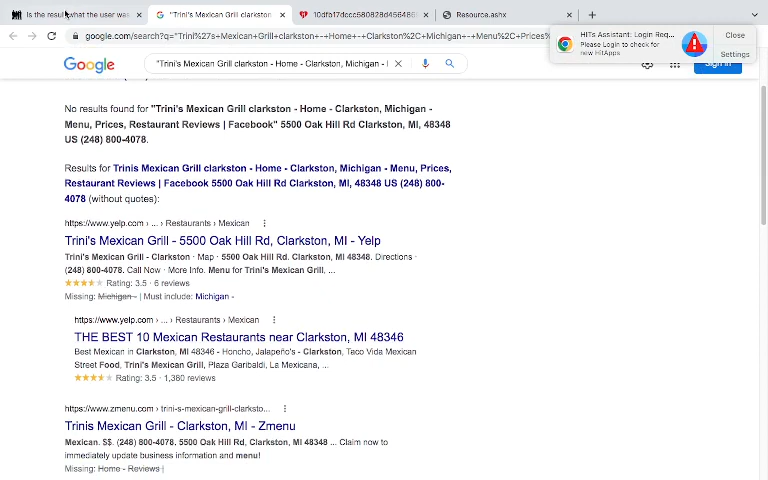 Is the result what the user was
"Trini's Mexican Grill clarkston
10dfb17dccc580828d456486
Resource.ashx
google.com/search?q="Trini%27s+Mexican+Grill+clarkston+-+Home+-+Clarkston%2C+Michigan+-+Menu%2C+Prices%
HITs Assistant: Login Req...
Please Login to check for
new HITApps
Close
Settings
Google
"Trini's Mexican Grill clarkston - Home - Clarkston, Michigan -
Sign in
No results found for "Trini's Mexican Grill clarkston - Home - Clarkston, Michigan -
Menu, Prices, Restaurant Reviews | Facebook" 5500 Oak Hill Rd Clarkston, MI, 48348
US (248) 800-4078.
Results for Trinis Mexican Grill clarkston - Home - Clarkston, Michigan - Menu, Prices,
Restaurant Reviews | Facebook 5500 Oak Hill Rd Clarkston, MI, 48348 US (248) 800-
4078 (without quotes):
https://www.yelp.com › ... › Restaurants › Mexican
Trini's Mexican Grill - 5500 Oak Hill Rd, Clarkston, MI - Yelp
Trini's Mexican Grill - Clarkston · Map · 5500 Oak Hill Rd. Clarkston, MI 48348. Directions ·
(248) 800-4078. Call Now · More Info. Menu for Trini's Mexican Grill, ...
Rating: 3.5 · 6 reviews
Missing: Michigan - | Must include: Michigan -
https://www.yelp.com › ... › Restaurants › Mexican
THE BEST 10 Mexican Restaurants near Clarkston, MI 48346
Best Mexican in Clarkston, MI 48346 - Honcho, Jalapeño's - Clarkston, Taco Vida Mexican
Street Food, Trini's Mexican Grill, Plaza Garibaldi, La Mexicana, ...
Rating: 3.5 · 1,380 reviews
https://www.zmenu.com › trini-s-mexican-grill-clarksto...
Trinis Mexican Grill - Clarkston, MI - Zmenu
Mexican. $$. (248) 800-4078. 5500 Oak Hill Rd, Clarkston, MI 48348 ... Claim now to
immediately update business information and menu!
Missing: Home - Reviews |